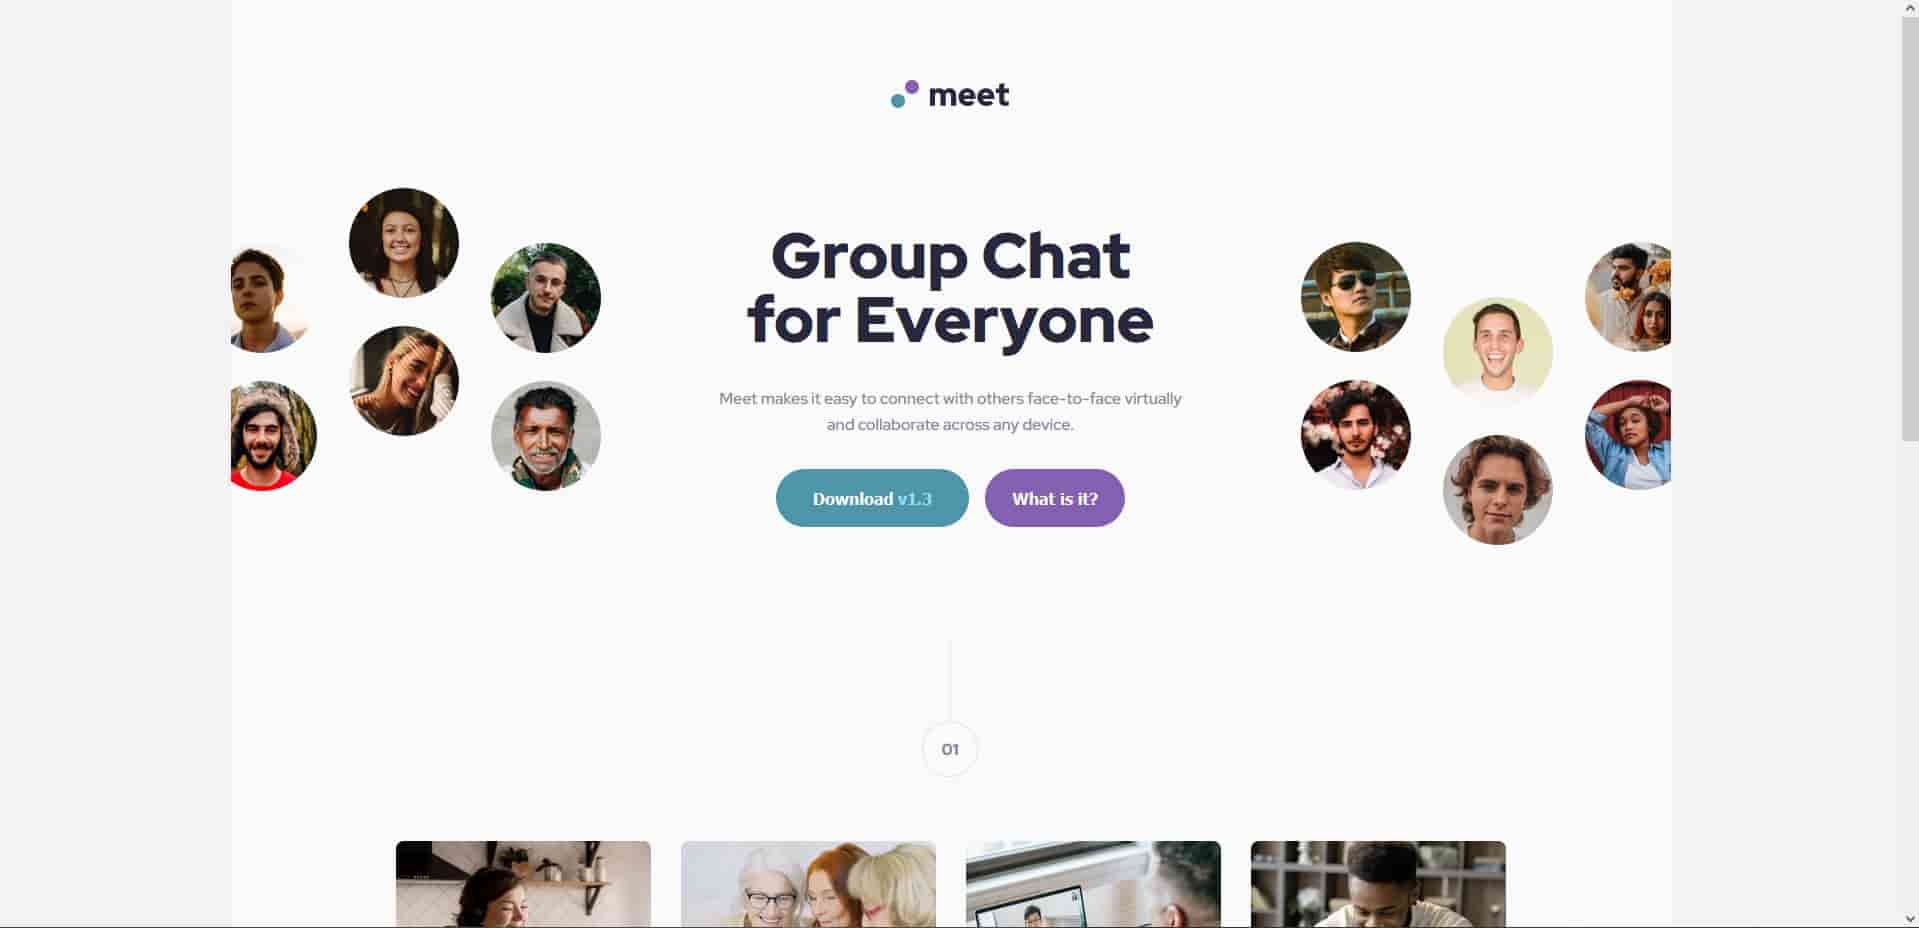 meet
Group Chat
for Everyone
Meet makes it easy to connect with others face-to-face virtually
and collaborate across any device.
Download v1.3 What is it?
01